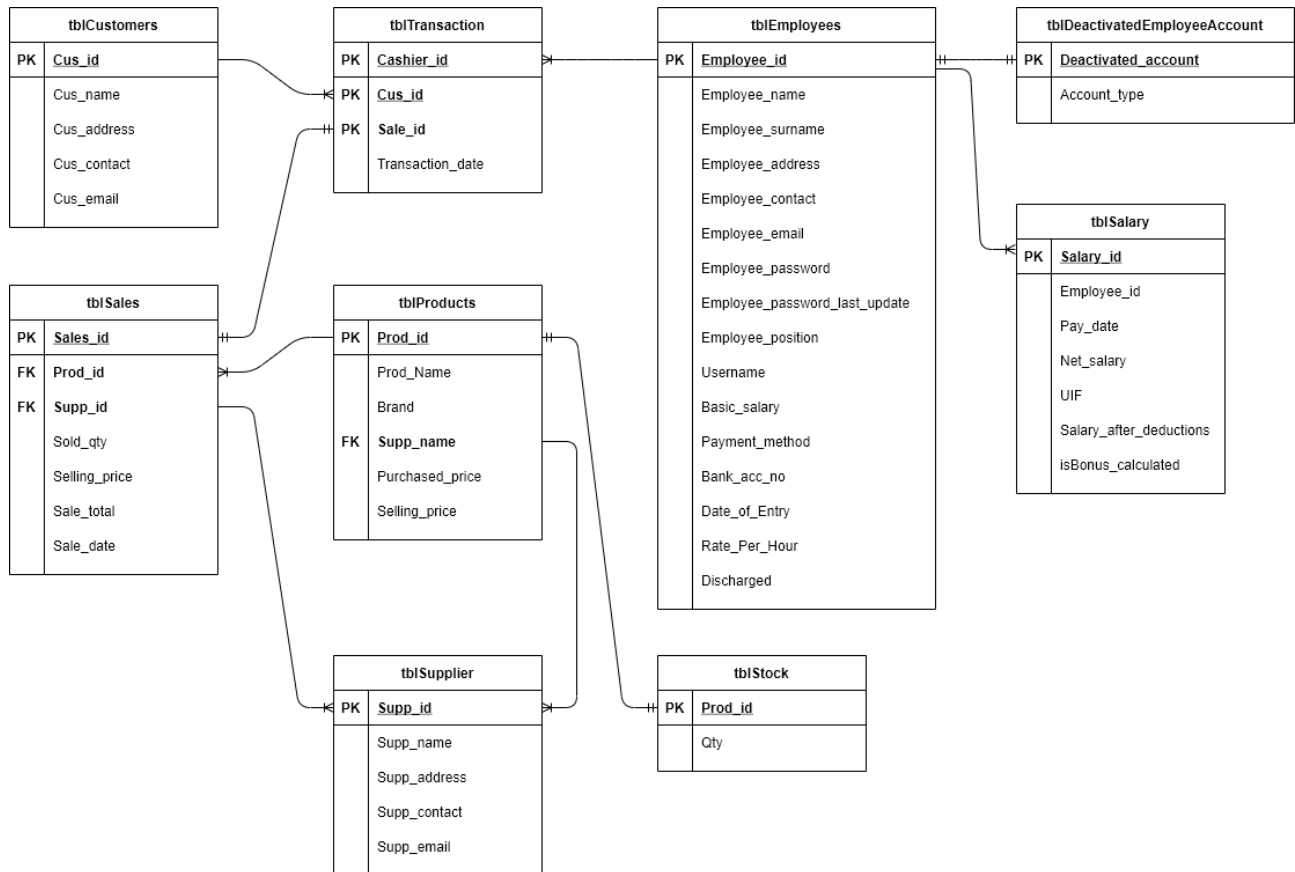 tblCustomers
PK Cus_id
Cus_name
Cus_address
Cus_contact
Cus_email
tblTransaction
PK Cashier_id
PK Cus_id
PK Sale_id
Transaction_date
tblEmployees
PK Employee_id
Employee_name
Employee_surname
Employee_address
Employee_contact
Employee_email
Employee_password
Employee_password_last_update
Employee_position
Username
Basic_salary
Payment_method
Bank_acc_no
Date_of_Entry
Rate_Per_Hour
Discharged
tblDeactivatedEmployeeAccount
PK Deactivated_account
Account_type
tblSalary
PK Salary_id
Employee_id
Pay_date
Net_salary
UIF
Salary_after_deductions
isBonus_calculated
tblSales
PK Sales_id
FK Prod_id
FK Supp_id
Sold_qty
Selling_price
Sale_total
Sale_date
tblProducts
PK Prod_id
Prod_Name
Brand
FK Supp_name
Purchased_price
Selling_price
tblSupplier
PK Supp_id
Supp_name
Supp_address
Supp_contact
Supp_email
tblStock
PK Prod_id
Qty